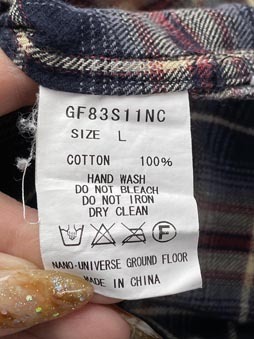 GF83S11NC
SIZE L
COTTON 100%
HAND WASH
DO NOT BLEACH
DO NOT IRON
DRY CLEAN
F
NANO·UNIVERSE GROUND FLOOR
MADE IN CHINA